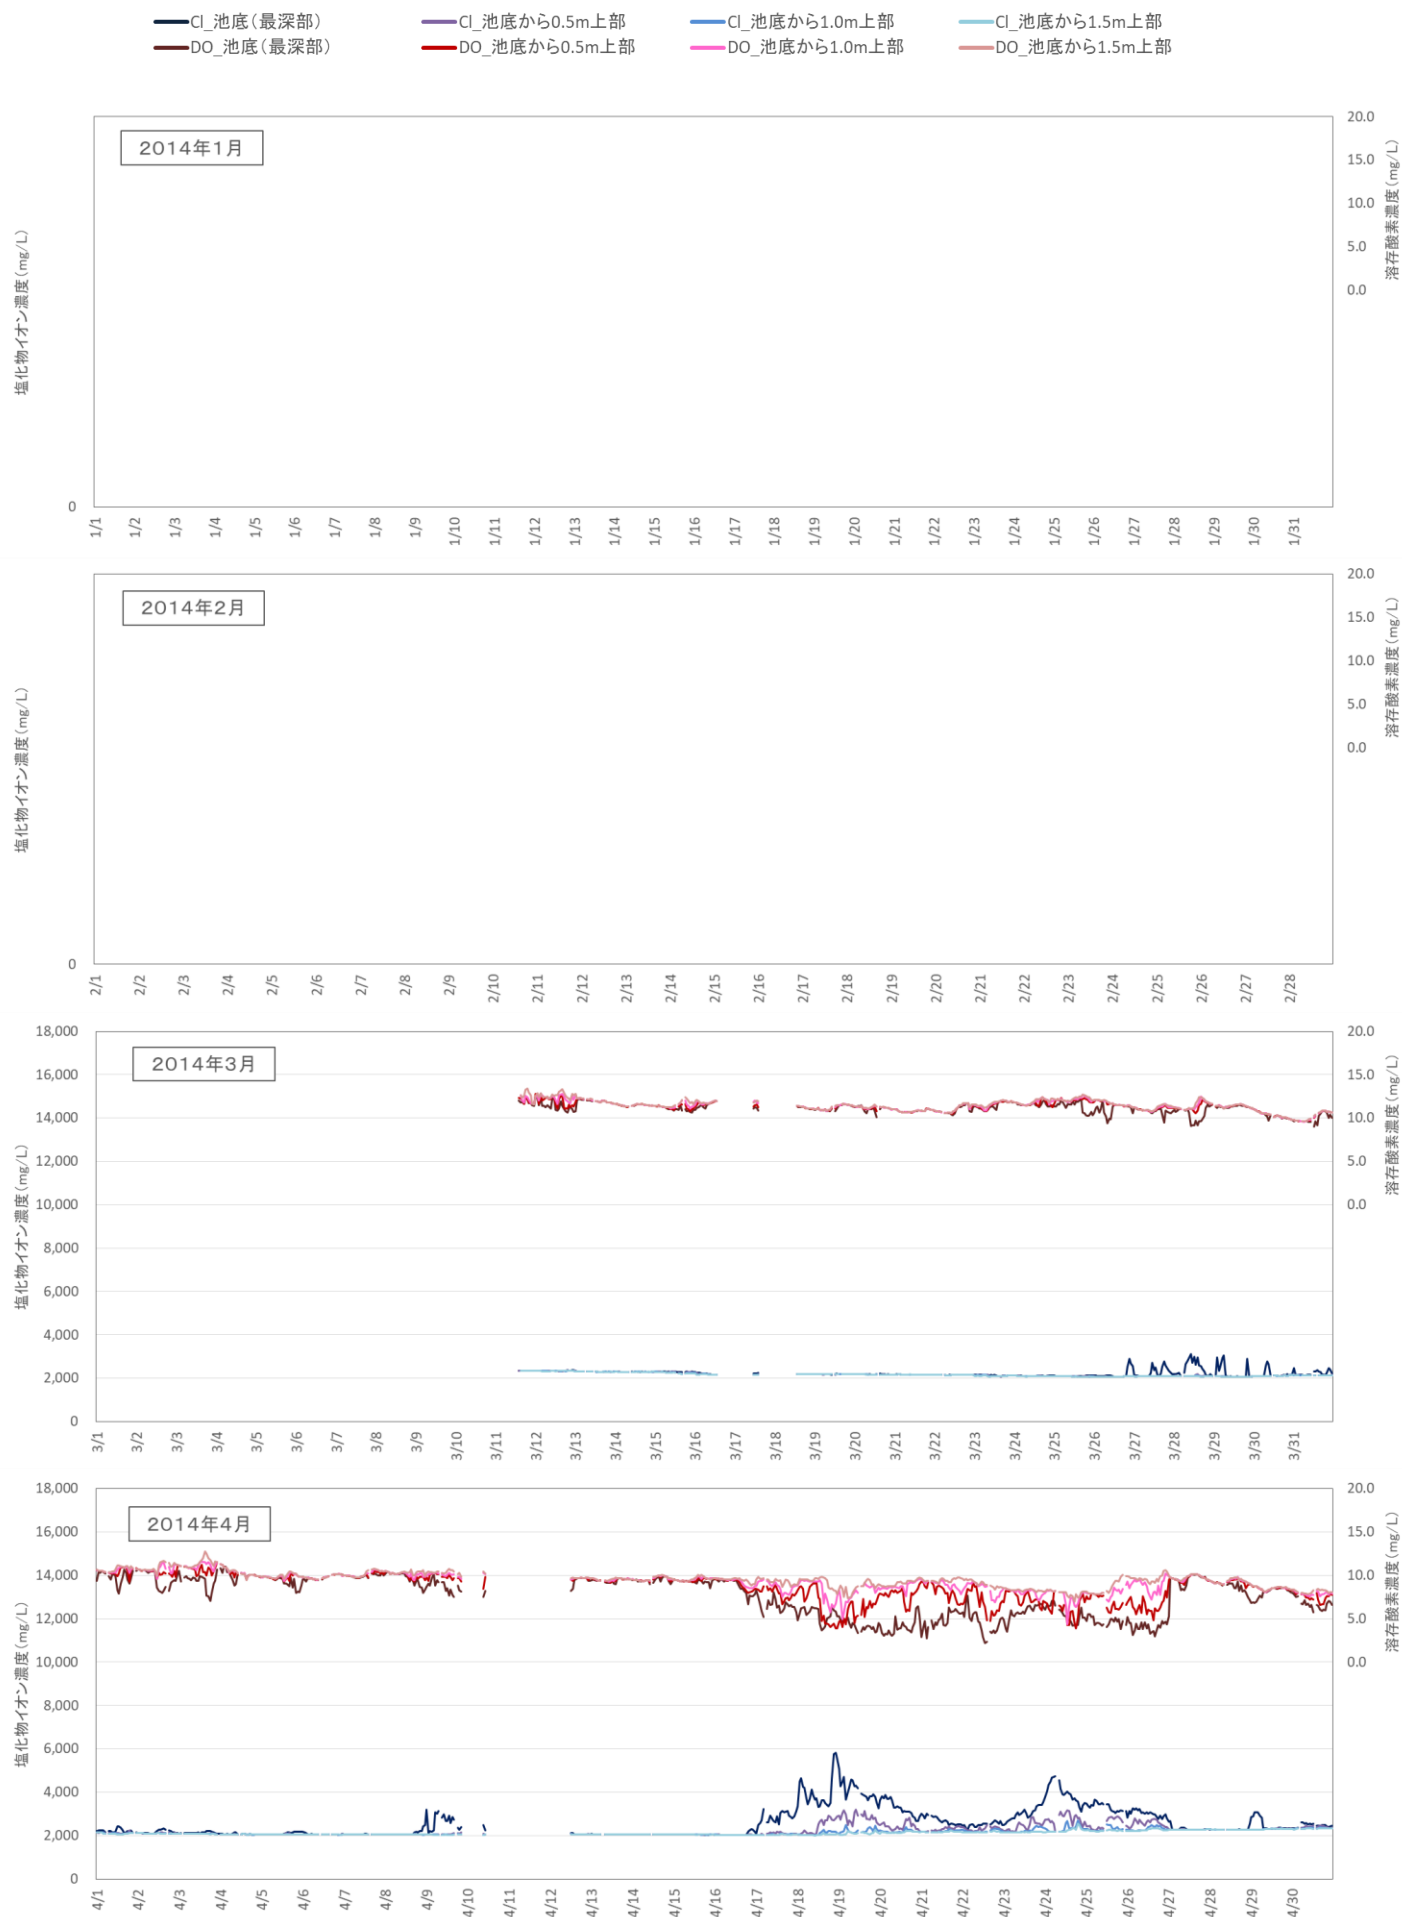 Cl_池底（最深部） Cl_池底から0.5m上部 Cl_池底から1.0m上部 Cl_池底から1.5m上部
DO_池底（最深部） DO_池底から0.5m上部 DO_池底から1.0m上部 DO_池底から1.5m上部
2014年1月
塩化物イオン濃度（mg/L）
0
20.0
15.0
10.0
5.0
0.0
溶存酸素濃度（mg/L）
1/1 1/2 1/3 1/4 1/5 1/6 1/7 1/8 1/9 1/10 1/11 1/12 1/13 1/14 1/15 1/16 1/17 1/18 1/19 1/20 1/21 1/22 1/23 1/24 1/25 1/26 1/27 1/28 1/29 1/30 1/31
2014年2月
塩化物イオン濃度（mg/L）
0
20.0
15.0
10.0
5.0
0.0
溶存酸素濃度（mg/L）
2/1 2/2 2/3 2/4 2/5 2/6 2/7 2/8 2/9 2/10 2/11 2/12 2/13 2/14 2/15 2/16 2/17 2/18 2/19 2/20 2/21 2/22 2/23 2/24 2/25 2/26 2/27 2/28
2014年3月
塩化物イオン濃度（mg/L）
18,000
16,000
14,000
12,000
10,000
8,000
6,000
4,000
2,000
0
20.0
15.0
10.0
5.0
0.0
溶存酸素濃度（mg/L）
3/1 3/2 3/3 3/4 3/5 3/6 3/7 3/8 3/9 3/10 3/11 3/12 3/13 3/14 3/15 3/16 3/17 3/18 3/19 3/20 3/21 3/22 3/23 3/24 3/25 3/26 3/27 3/28 3/29 3/30 3/31
2014年4月
塩化物イオン濃度（mg/L）
18,000
16,000
14,000
12,000
10,000
8,000
6,000
4,000
2,000
0
20.0
15.0
10.0
5.0
0.0
溶存酸素濃度（mg/L）
4/1 4/2 4/3 4/4 4/5 4/6 4/7 4/8 4/9 4/10 4/11 4/12 4/13 4/14 4/15 4/16 4/17 4/18 4/19 4/20 4/21 4/22 4/23 4/24 4/25 4/26 4/27 4/28 4/29 4/30